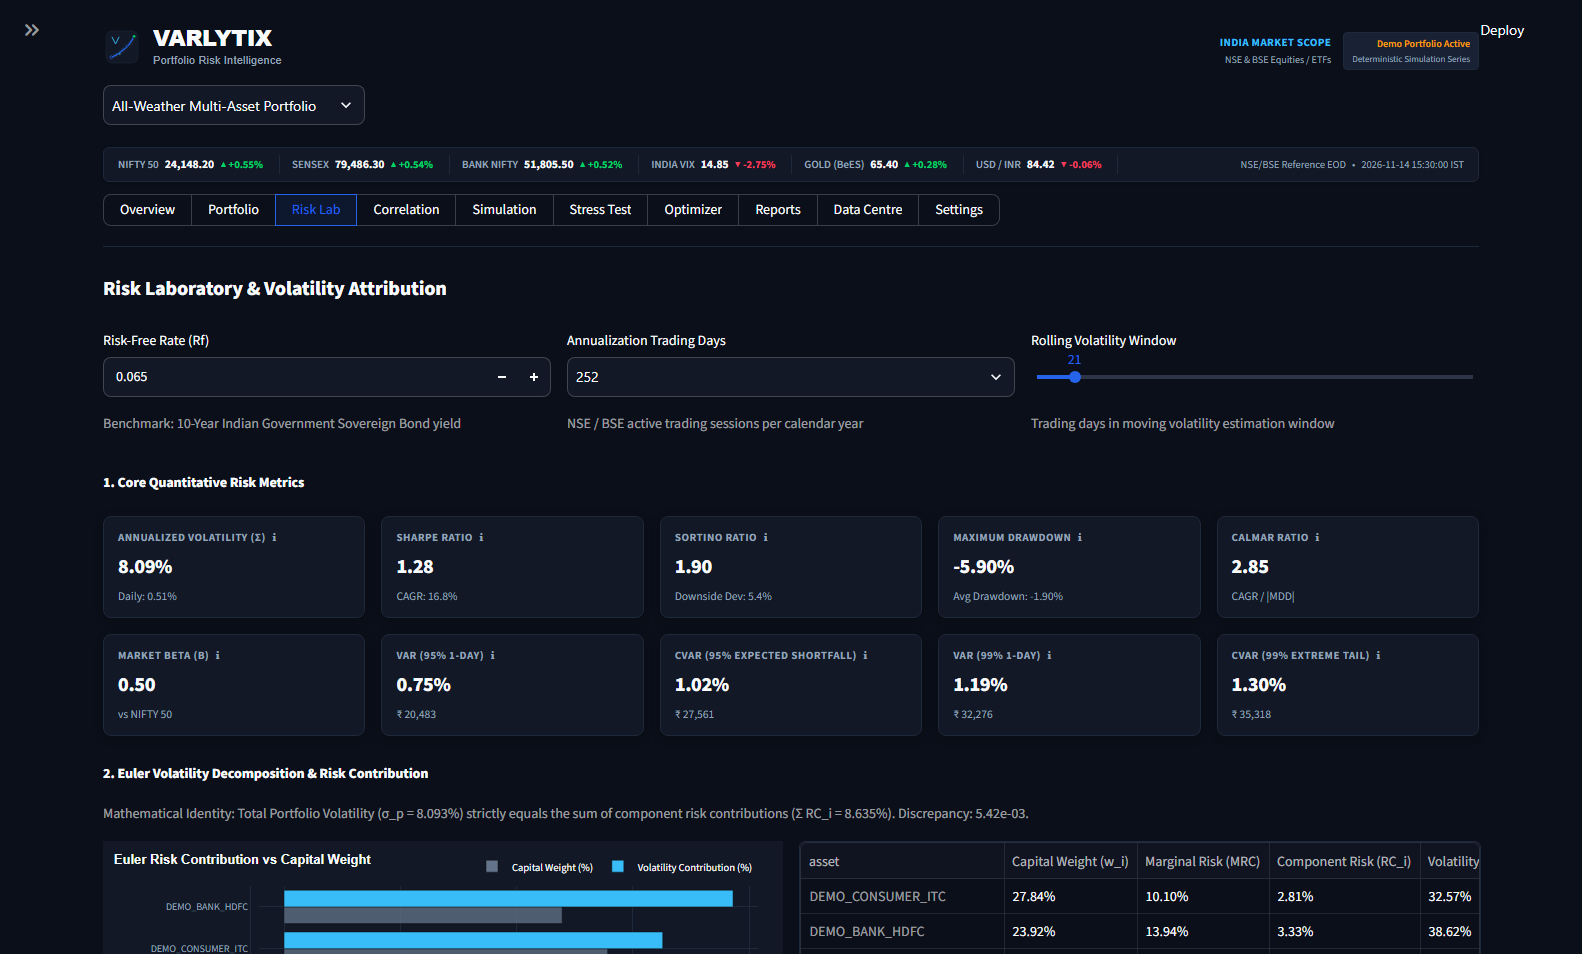 VARLYTIX
Portfolio Risk Intelligence
INDIA MARKET SCOPE
NSE & BSE Equities / ETFs
Demo Portfolio Active
Deterministic Simulation Series
Deploy
All-Weather Multi-Asset Portfolio
NIFTY 50 24,148.20 ▲ +0.55% SENSEX 79,486.30 ▲ +0.54% BANK NIFTY 51,805.50 ▲ +0.52% INDIA VIX 14.85 ▼ -2.75% GOLD (BeES) 65.40 ▲ +0.28% USD / INR 84.42 ▼ -0.06% NSE/BSE Reference EOD • 2026-11-14 15:30:00 IST
Overview Portfolio Risk Lab Correlation Simulation Stress Test Optimizer Reports Data Centre Settings
Risk Laboratory & Volatility Attribution
Risk-Free Rate (Rf) Annualization Trading Days Rolling Volatility Window
21
0.065 − + 252
Benchmark: 10-Year Indian Government Sovereign Bond yield NSE / BSE active trading sessions per calendar year Trading days in moving volatility estimation window
1. Core Quantitative Risk Metrics
ANNUALIZED VOLATILITY (Σ) ℹ SHARPE RATIO ℹ SORTINO RATIO ℹ MAXIMUM DRAWDOWN ℹ CALMAR RATIO ℹ
8.09% 1.28 1.90 -5.90% 2.85
Daily: 0.51% CAGR: 16.8% Downside Dev: 5.4% Avg Drawdown: -1.90% CAGR / |MDD|
MARKET BETA (Β) ℹ VAR (95% 1-DAY) ℹ CVAR (95% EXPECTED SHORTFALL) ℹ VAR (99% 1-DAY) ℹ CVAR (99% EXTREME TAIL) ℹ
0.50 0.75% 1.02% 1.19% 1.30%
vs NIFTY 50 ₹ 20,483 ₹ 27,561 ₹ 32,276 ₹ 35,318
2. Euler Volatility Decomposition & Risk Contribution
Mathematical Identity: Total Portfolio Volatility (σ_p = 8.093%) strictly equals the sum of component risk contributions (Σ RC_i = 8.635%). Discrepancy: 5.42e-03.
Euler Risk Contribution vs Capital Weight
Capital Weight (%) Volatility Contribution (%)
DEMO_BANK_HDFC
DEMO_CONSUMER_ITC
asset Capital Weight (w_i) Marginal Risk (MRC) Component Risk (RC_i) Volatility
DEMO_CONSUMER_ITC 27.84% 10.10% 2.81% 32.57%
DEMO_BANK_HDFC 23.92% 13.94% 3.33% 38.62%